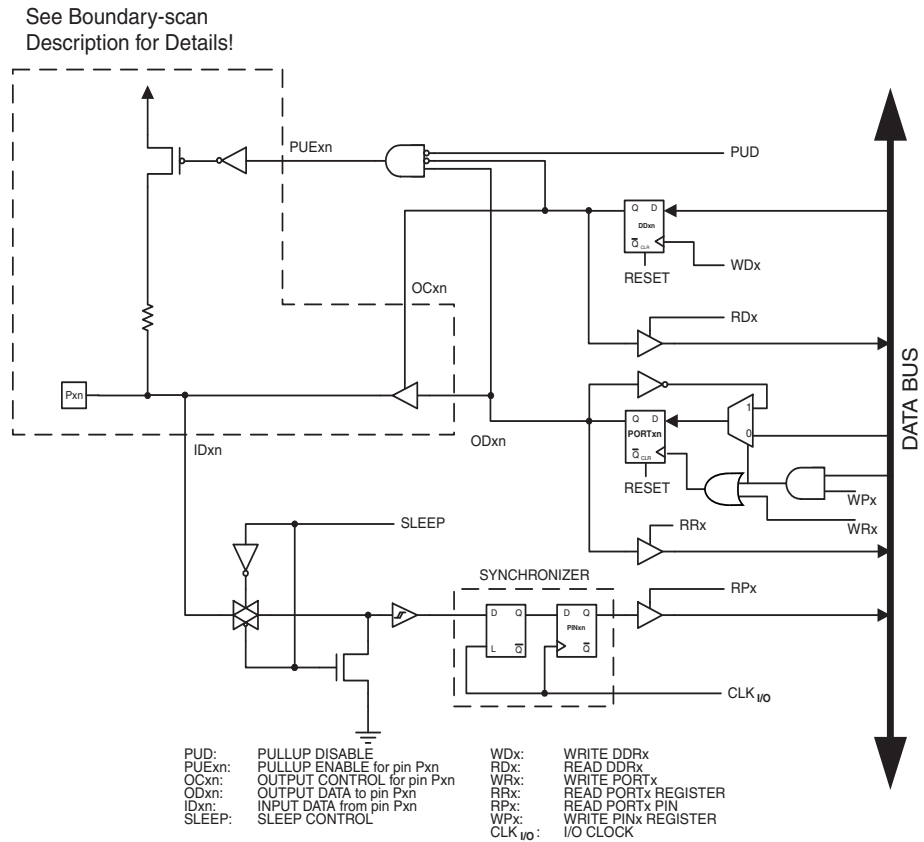 See Boundary-scan
Description for Details!
PUExn
PUD
Q D
DDxn
Q CLR
RESET
WDx
OCxn
RDx
DATA BUS
Pxn
1
Q D
PORTxn
0
ODxn
Q CLR
IDxn
RESET
WPx
WRx
SLEEP
RRx
SYNCHRONIZER
RPx
D Q
D Q
PINxn
L Q
Q
CLK I/O
PUD: PULLUP DISABLE
PUExn: PULLUP ENABLE for pin Pxn
OCxn: OUTPUT CONTROL for pin Pxn
ODxn: OUTPUT DATA to pin Pxn
IDxn: INPUT DATA from pin Pxn
SLEEP: SLEEP CONTROL
WDx: WRITE DDRx
RDx: READ DDRx
WRx: WRITE PORTx
RRx: READ PORTx REGISTER
RPx: READ PORTx PIN
WPx: WRITE PINx REGISTER
CLK I/O : I/O CLOCK